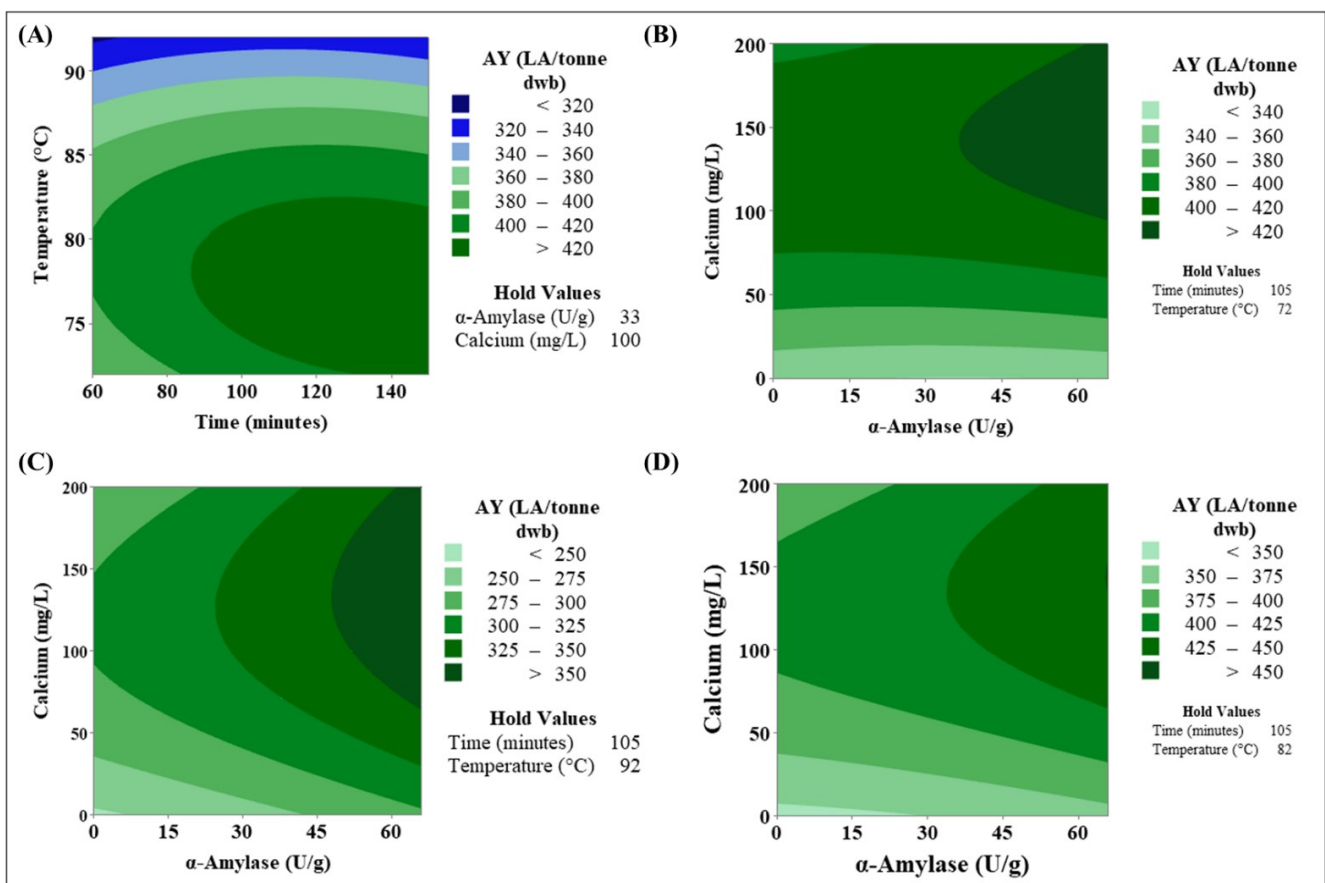 (A)
90
85
80
75
Temperature (°C)
60
80
100
120
140
Time (minutes)
AY (LA/tonne
dwb)
< 320
320 – 340
340 – 360
360 – 380
380 – 400
400 – 420
> 420
Hold Values
α-Amylase (U/g) 33
Calcium (mg/L) 100
(B)
200
150
100
50
0
Calcium (mg/L)
0
15
30
45
60
α-Amylase (U/g)
AY (LA/tonne
dwb)
< 340
340 – 360
360 – 380
380 – 400
400 – 420
> 420
Hold Values
Time (minutes) 105
Temperature (°C) 72
(C)
200
150
100
50
0
Calcium (mg/L)
0
15
30
45
60
α-Amylase (U/g)
AY (LA/tonne
dwb)
< 250
250 – 275
275 – 300
300 – 325
325 – 350
> 350
Hold Values
Time (minutes) 105
Temperature (°C) 92
(D)
200
150
100
50
0
Calcium (mg/L)
0
15
30
45
60
α-Amylase (U/g)
AY (LA/tonne
dwb)
< 350
350 – 375
375 – 400
400 – 425
425 – 450
> 450
Hold Values
Time (minutes) 105
Temperature (°C) 82